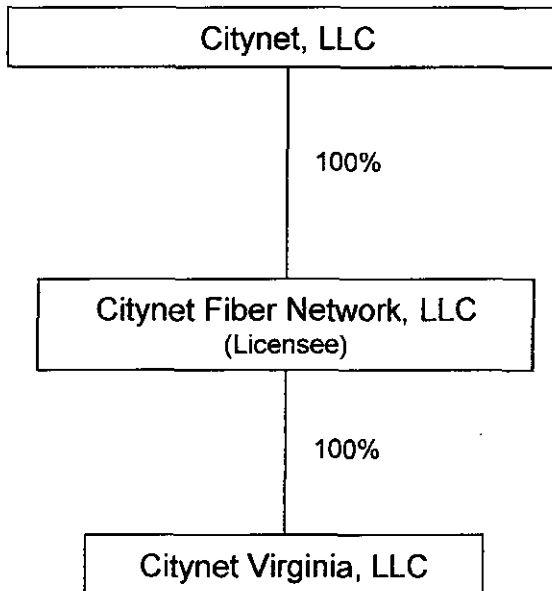 Citynet, LLC
100%
Citynet Fiber Network, LLC
(Licensee)
100%
Citynet Virginia, LLC